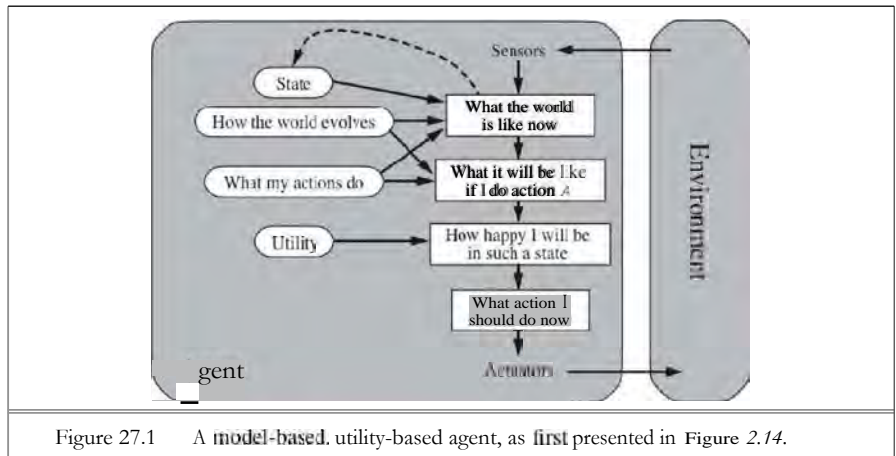 Sensors
State
What the world
is like now
How the world evolves
What it will be like
if I do action A
What my actions do
How happy I will be
in such a state
Utility
What action I
should do now
gent
Actuators
Environment
Figure 27.1 A model-based. utility-based agent, as first presented in Figure 2.14.